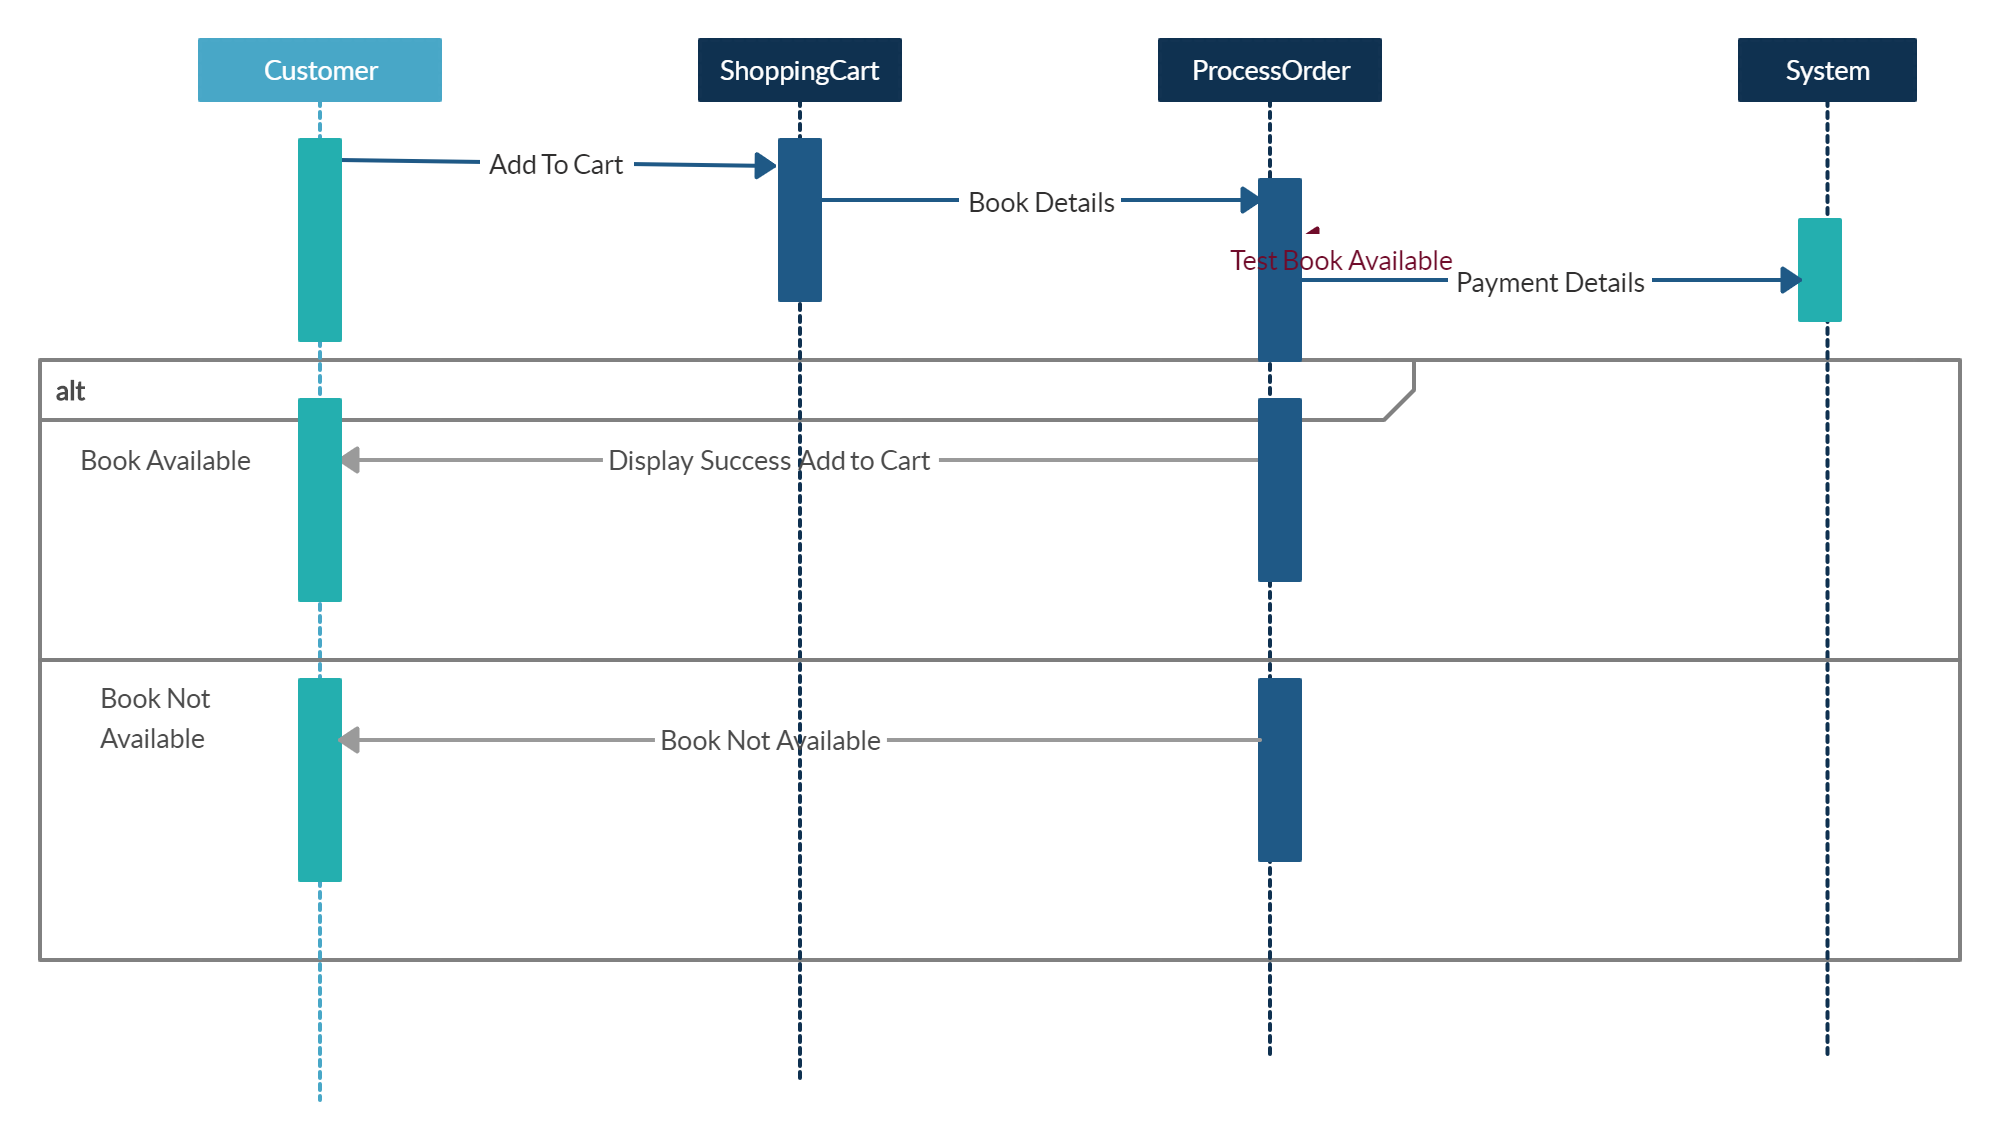 Customer
ShoppingCart
ProcessOrder
System
Add To Cart
Book Details
Test Book Available
Payment Details
alt
Book Available
Display Success Add to Cart
Book Not
Available
Book Not Available